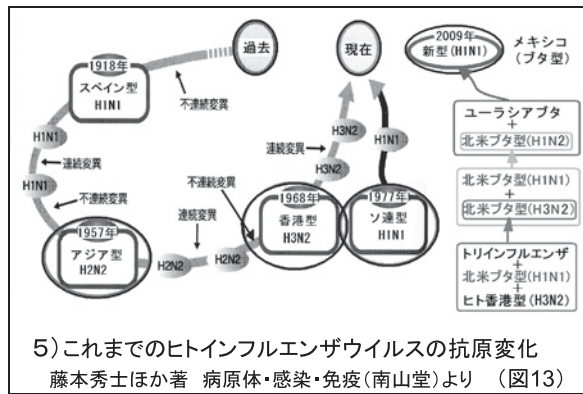 過去
不連続変異
1918年
スペイン型
H1N1
H1N1
連続変異
H1N1
不連続変異
1957年
アジア型
H2N2
H2N2
連続変異
H2N2
不連続変異
1968年
香港型
H3N2
H3N2
連続変異
H3N2
現在
H1N1
1977年
ソ連型
H1N1
2009年
新型(H1N1)
メキシコ
(ブタ型)
ユーラシアブタ
+
北米ブタ型(H1N2)
北米ブタ型(H1N1)
+
北米ブタ型(H3N2)
トリインフルエンザ
+
北米ブタ型(H1N1)
+
ヒト香港型(H3N2)
5)これまでのヒトインフルエンザウイルスの抗原変化
藤本秀士ほか著 病原体・感染・免疫(南山堂)より (図13)